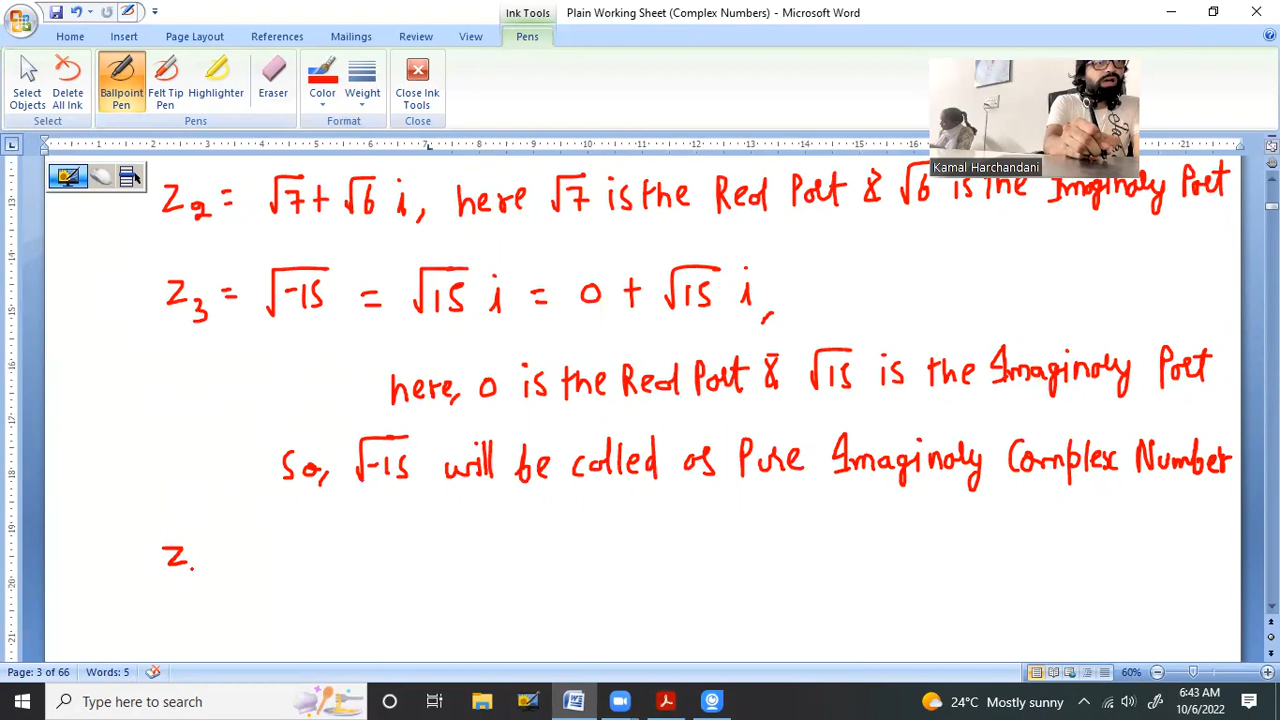 Ink Tools
Plain Working Sheet (Complex Numbers) - Microsoft Word
Home Insert Page Layout References Mailings Review View Pens
Select Objects
Delete All Ink
Ballpoint Pen
Felt Tip Pen
Highlighter
Eraser
Color
Weight
Close Ink Tools
Select Pens Format Close
Kamal Harchandani
z₂ = √7 + √6 i, here √7 is the Real Part & √6 is the Imaginary Part
z₃ = √-15 = √15 i = 0 + √15 i,
here, 0 is the Real Part & √15 is the Imaginary Part
So, √-15 will be called as Pure Imaginary Complex Number
z.
Page: 3 of 66 Words: 5 60%
Type here to search
24°C Mostly sunny
6:43 AM
10/6/2022